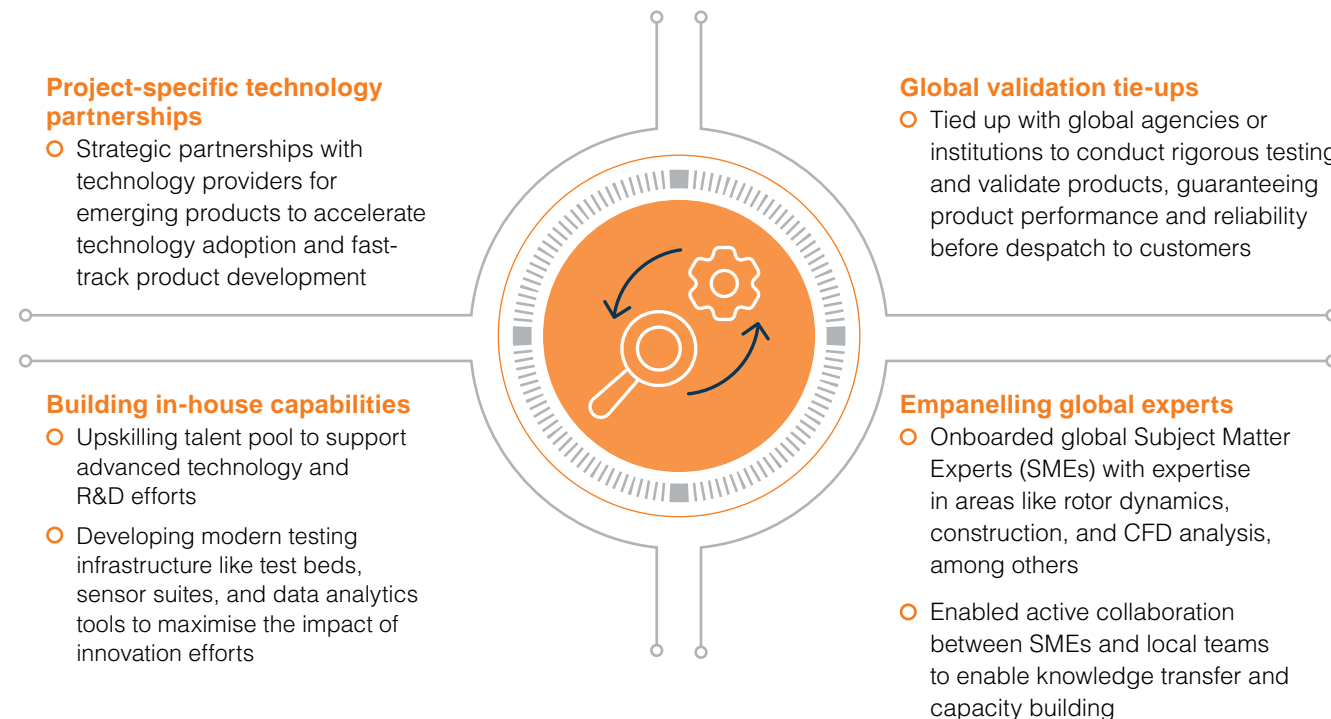 Project-specific technology
partnerships
Strategic partnerships with
technology providers for
emerging products to accelerate
technology adoption and fast-
track product development
Global validation tie-ups
Tied up with global agencies or
institutions to conduct rigorous testing
and validate products, guaranteeing
product performance and reliability
before despatch to customers
Building in-house capabilities
Upskilling talent pool to support
advanced technology and
R&D efforts
Developing modern testing
infrastructure like test beds,
sensor suites, and data analytics
tools to maximise the impact of
innovation efforts
Empanelling global experts
Onboarded global Subject Matter
Experts (SMEs) with expertise
in areas like rotor dynamics,
construction, and CFD analysis,
among others
Enabled active collaboration
between SMEs and local teams
to enable knowledge transfer and
capacity building